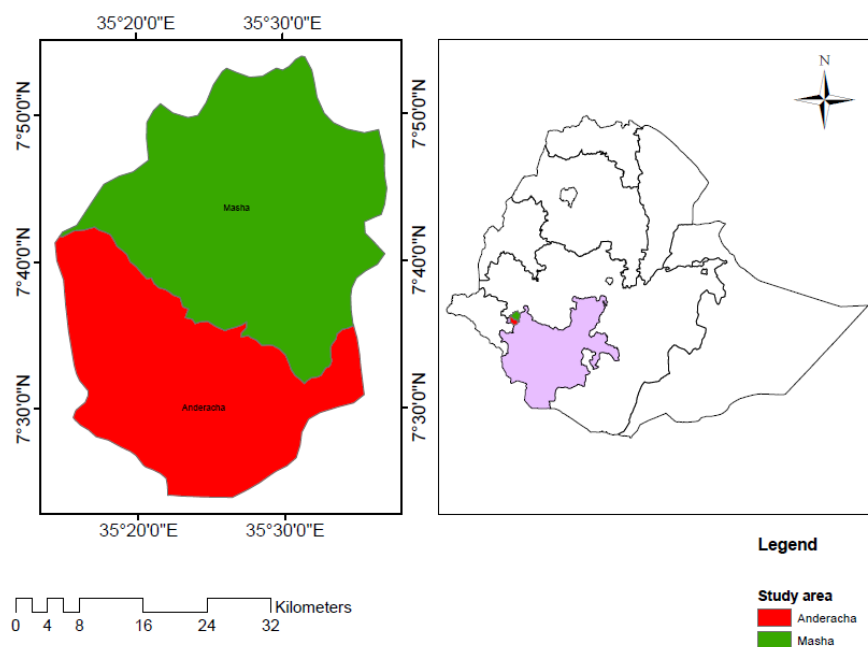 35°20'0"E 35°30'0"E
N
7°50'0"N 7°50'0"N
Masha
7°40'0"N 7°40'0"N
Anderacha
7°30'0"N 7°30'0"N
35°20'0"E 35°30'0"E
Legend
Kilometers
0 4 8 16 24 32
Study area
Anderacha
Masha